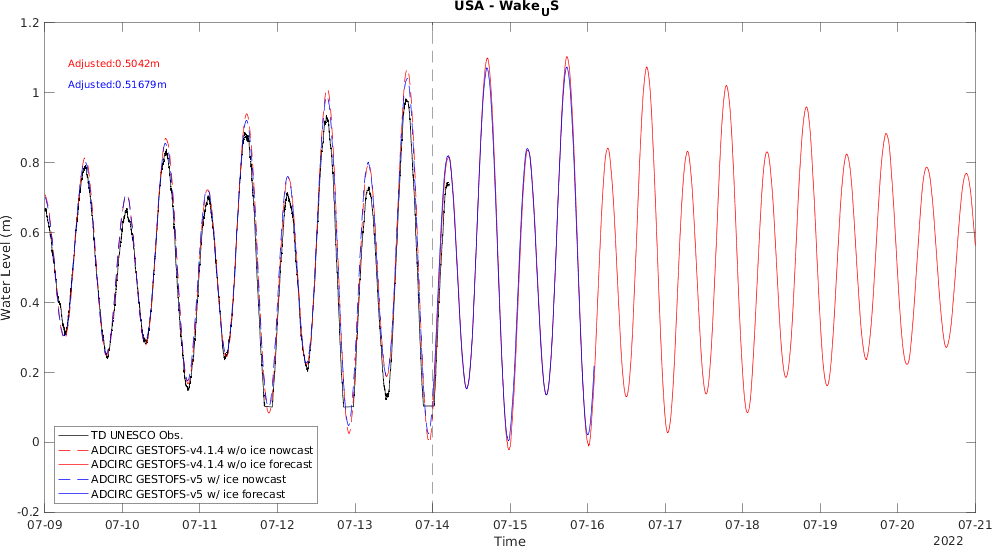 USA - WakeUS
1.2
1
0.8
0.6
0.4
0.2
0
-0.2
Water Level (m)
Adjusted:0.5042m
Adjusted:0.51679m
TD UNESCO Obs.
ADCIRC GESTOFS-v4.1.4 w/o ice nowcast
ADCIRC GESTOFS-v4.1.4 w/o ice forecast
ADCIRC GESTOFS-v5 w/ ice nowcast
ADCIRC GESTOFS-v5 w/ ice forecast
07-09 07-10 07-11 07-12 07-13 07-14 07-15 07-16 07-17 07-18 07-19 07-20 07-21
Time
2022